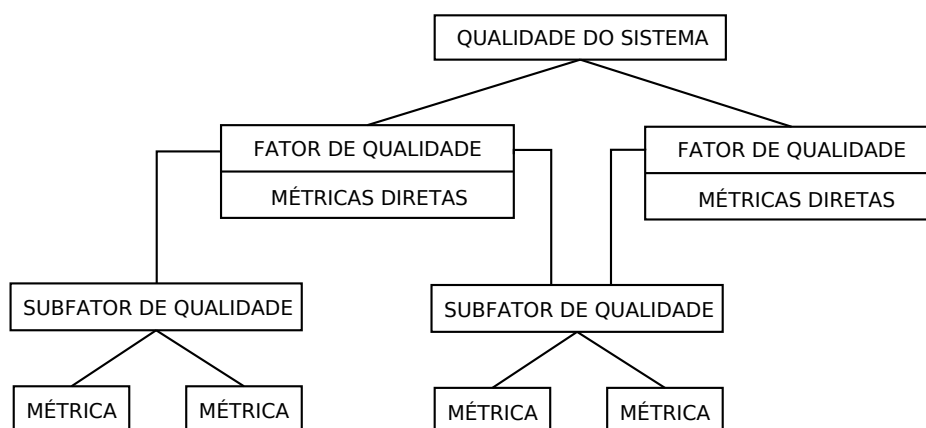 QUALIDADE DO SISTEMA
FATOR DE QUALIDADE
MÉTRICAS DIRETAS
FATOR DE QUALIDADE
MÉTRICAS DIRETAS
SUBFATOR DE QUALIDADE
SUBFATOR DE QUALIDADE
MÉTRICA
MÉTRICA
MÉTRICA
MÉTRICA